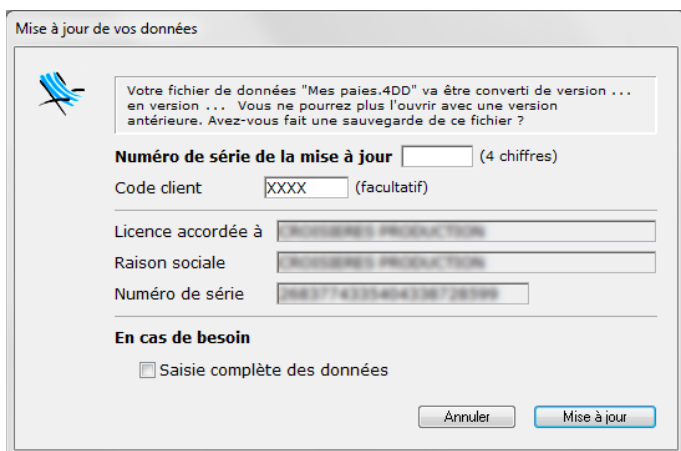 Mise à jour de vos données
Votre fichier de données "Mes paies.4DD" va être converti de version ...
en version ... Vous ne pourrez plus l'ouvrir avec une version
antérieure. Avez-vous fait une sauvegarde de ce fichier ?
Numéro de série de la mise à jour (4 chiffres)
Code client XXXX (facultatif)
Licence accordée à
Raison sociale
Numéro de série
En cas de besoin
Saisie complète des données
Annuler Mise à jour